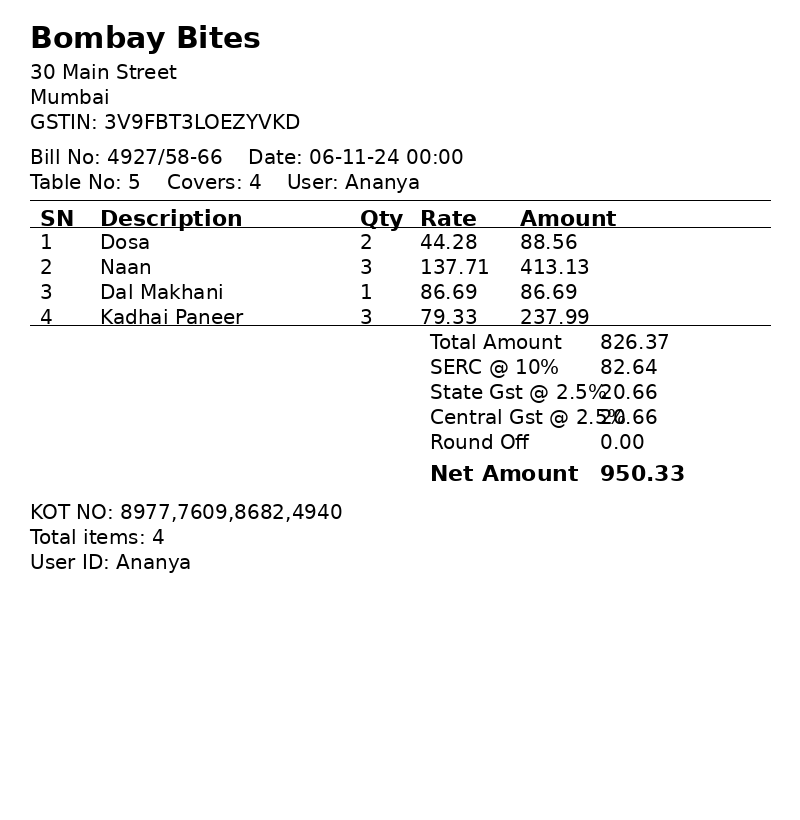 Bombay Bites
30 Main Street
Mumbai
GSTIN: 3V9FBT3LOEZYVKD
Bill No: 4927/58-66 Date: 06-11-24 00:00
Table No: 5 Covers: 4 User: Ananya
SN Description Qty Rate Amount
1 Dosa 2 44.28 88.56
2 Naan 3 137.71 413.13
3 Dal Makhani 1 86.69 86.69
4 Kadhai Paneer 3 79.33 237.99
Total Amount 826.37
SERC @ 10% 82.64
State Gst @ 2.5% 20.66
Central Gst @ 2.5% 20.66
Round Off 0.00
Net Amount 950.33
KOT NO: 8977,7609,8682,4940
Total items: 4
User ID: Ananya